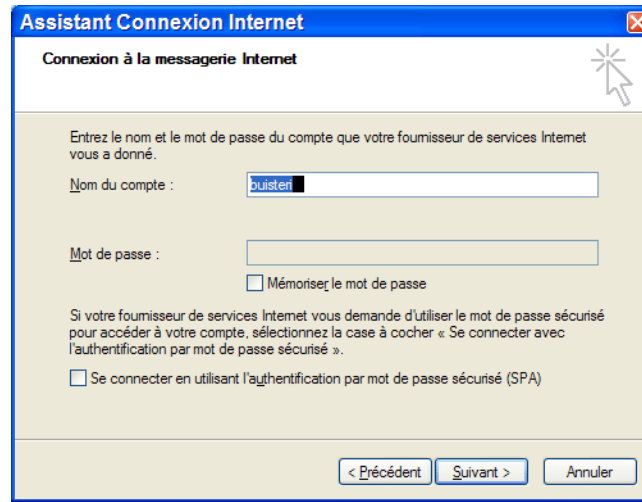 Assistant Connexion Internet
Connexion à la messagerie Internet
Entrez le nom et le mot de passe du compte que votre fournisseur de services Internet
vous a donné.
Nom du compte :
Mot de passe :
Mémoriser le mot de passe
Si votre fournisseur de services Internet vous demande d'utiliser le mot de passe sécurisé
pour accéder à votre compte, sélectionnez la case à cocher « Se connecter avec
l'authentification par mot de passe sécurisé ».
Se connecter en utilisant l'authentification par mot de passe sécurisé (SPA)
< Précédent Suivant > Annuler